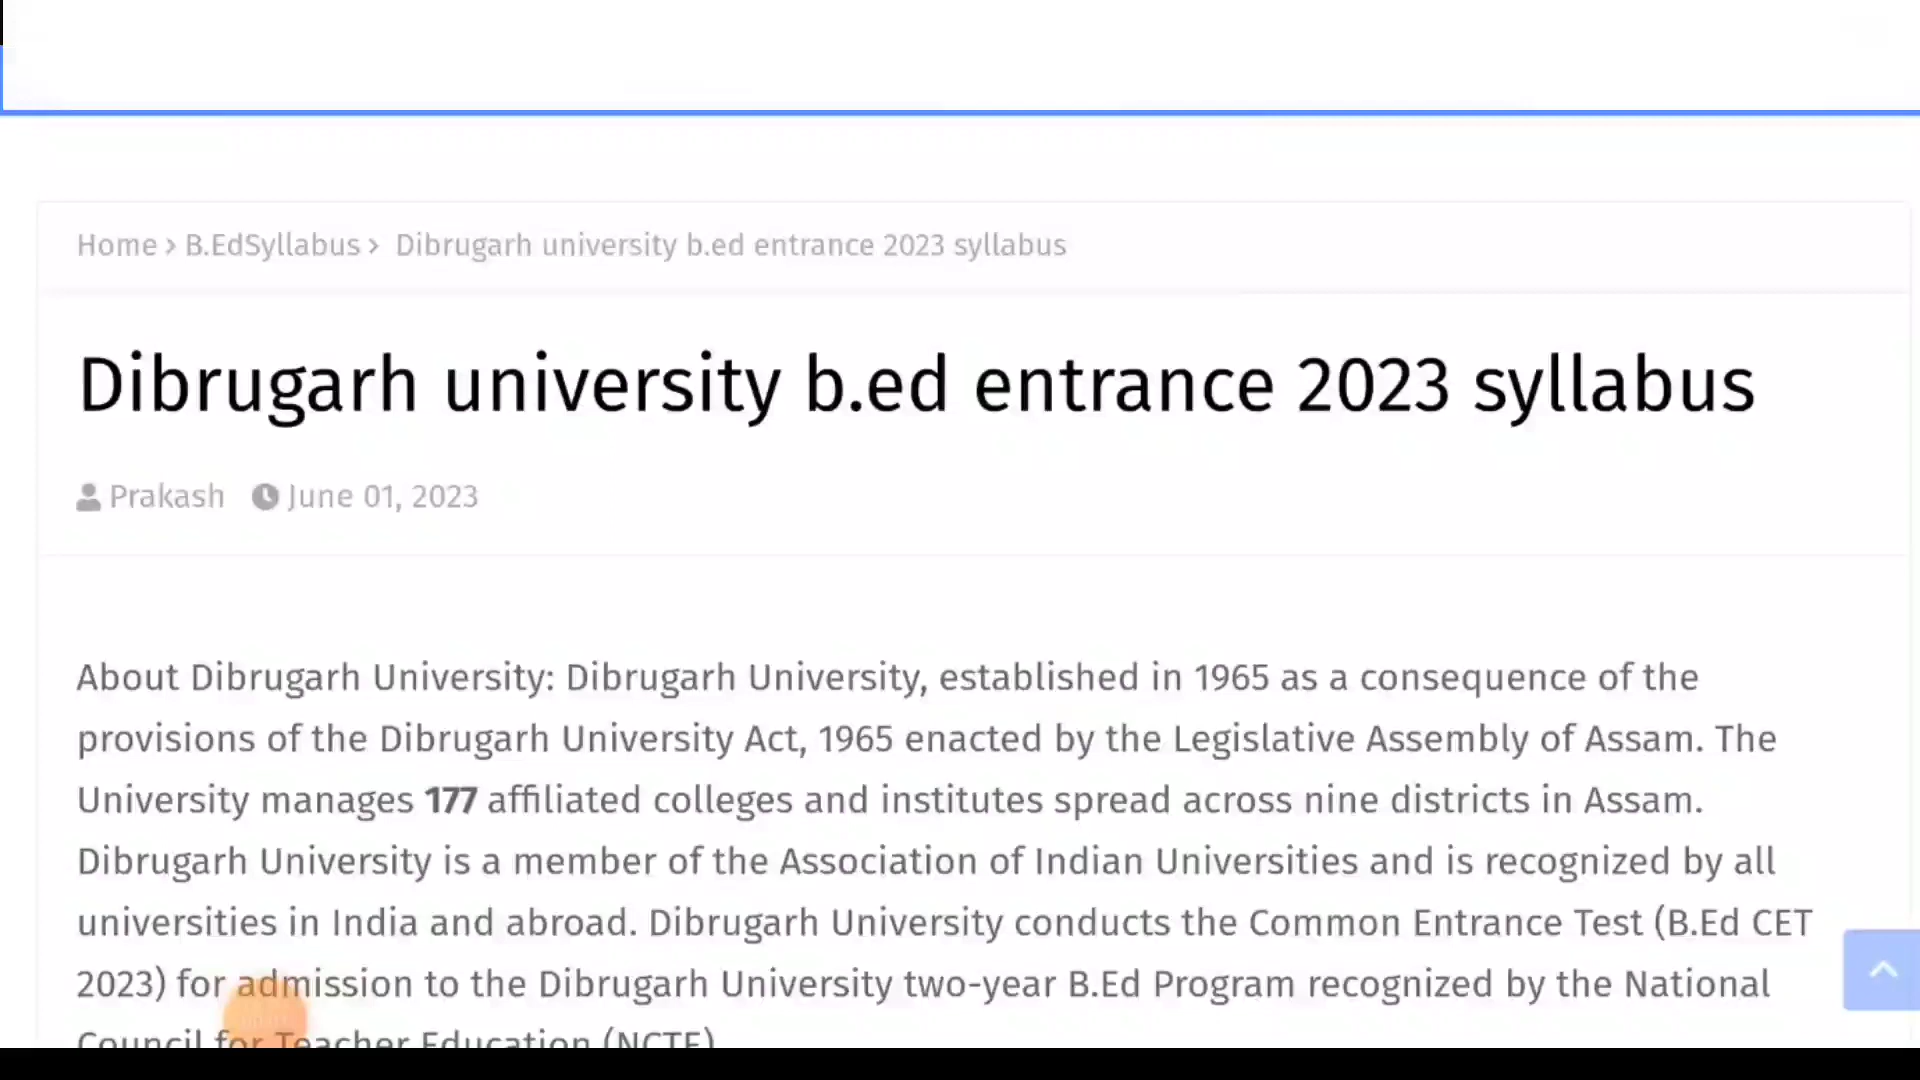 Home > B.EdSyllabus > Dibrugarh university b.ed entrance 2023 syllabus
Dibrugarh university b.ed entrance 2023 syllabus
Prakash June 01, 2023
About Dibrugarh University: Dibrugarh University, established in 1965 as a consequence of the
provisions of the Dibrugarh University Act, 1965 enacted by the Legislative Assembly of Assam. The
University manages 177 affiliated colleges and institutes spread across nine districts in Assam.
Dibrugarh University is a member of the Association of Indian Universities and is recognized by all
universities in India and abroad. Dibrugarh University conducts the Common Entrance Test (B.Ed CET
2023) for admission to the Dibrugarh University two-year B.Ed Program recognized by the National
Council for Teacher Education (NCTE)